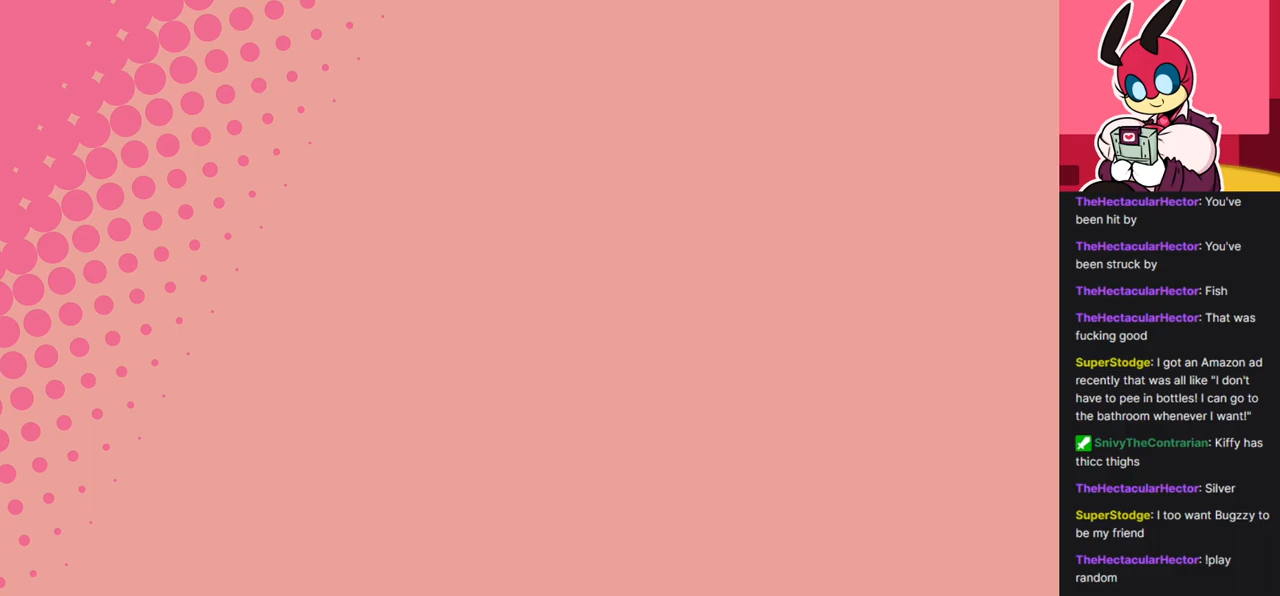 TheHectacularHector: You've
been hit by
TheHectacularHector: You've
been struck by
TheHectacularHector: Fish
TheHectacularHector: That was
fucking good
SuperStodge: I got an Amazon ad
recently that was all like "I don't
have to pee in bottles! I can go to
the bathroom whenever I want!"
SnivyTheContrarian: Kiffy has
thicc thighs
TheHectacularHector: Silver
SuperStodge: I too want Bugzzy to
be my friend
TheHectacularHector: !play
random